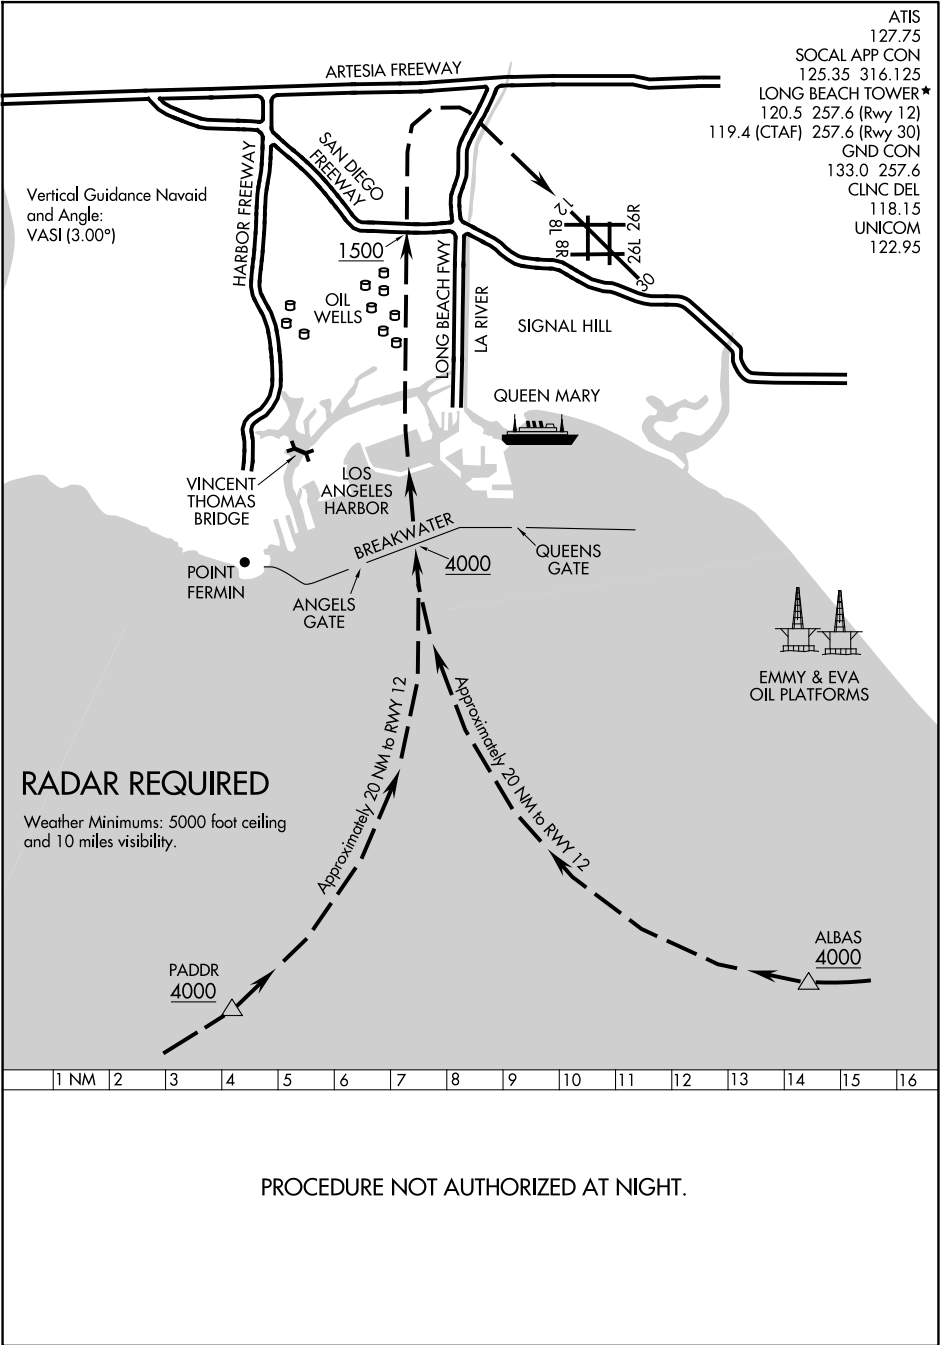 ATIS
127.75
SOCAL APP CON
125.35 316.125
LONG BEACH TOWER★
120.5 257.6 (Rwy 12)
119.4 (CTAF) 257.6 (Rwy 30)
GND CON
133.0 257.6
CLNC DEL
118.15
UNICOM
122.95
ARTESIA FREEWAY
SAN DIEGO
FREEWAY
HARBOR FREEWAY
Vertical Guidance Navaid
and Angle:
VASI (3.00°)
12
8L
26R
8R
26L
30
1500
OIL
WELLS
LONG BEACH FWY
LA RIVER
SIGNAL HILL
QUEEN MARY
VINCENT
THOMAS
BRIDGE
LOS
ANGELES
HARBOR
BREAKWATER
4000
QUEENS
GATE
POINT
FERMIN
ANGELS
GATE
EMMY & EVA
OIL PLATFORMS
Approximately 20 NM to RWY 12
Approximately 20 NM to RWY 12
RADAR REQUIRED
Weather Minimums: 5000 foot ceiling
and 10 miles visibility.
PADDR
4000
ALBAS
4000
1 NM 2 3 4 5 6 7 8 9 10 11 12 13 14 15 16
PROCEDURE NOT AUTHORIZED AT NIGHT.